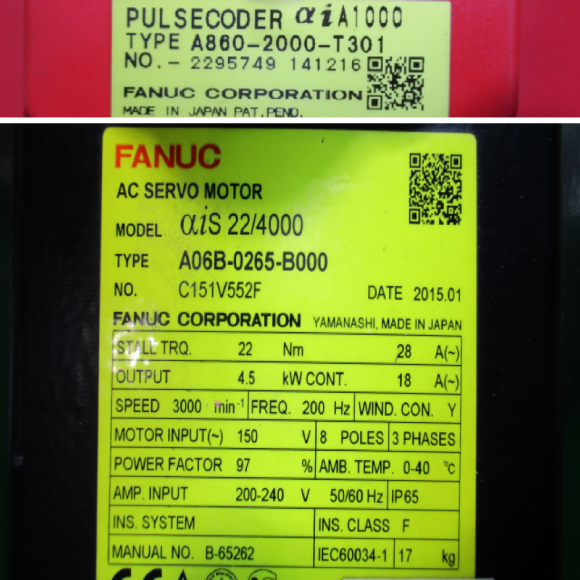 PULSECODER αiA1000
TYPE A860-2000-T301
NO.- 2295749 141216
FANUC CORPORATION
MADE IN JAPAN PAT.PEND.
FANUC
AC SERVO MOTOR
MODEL αiS 22/4000
TYPE A06B-0265-B000
NO. C151V552F DATE 2015.01
FANUC CORPORATION YAMANASHI, MADE IN JAPAN
STALL TRQ. 22 Nm 28 A(~)
OUTPUT 4.5 kW CONT. 18 A(~)
SPEED 3000 min-1 FREQ. 200 Hz WIND. CON. Y
MOTOR INPUT(~) 150 V 8 POLES 3 PHASES
POWER FACTOR 97 % AMB. TEMP. 0-40 °C
AMP. INPUT 200-240 V 50/60 Hz IP65
INS. SYSTEM INS. CLASS F
MANUAL NO. B-65262 IEC60034-1 17 kg